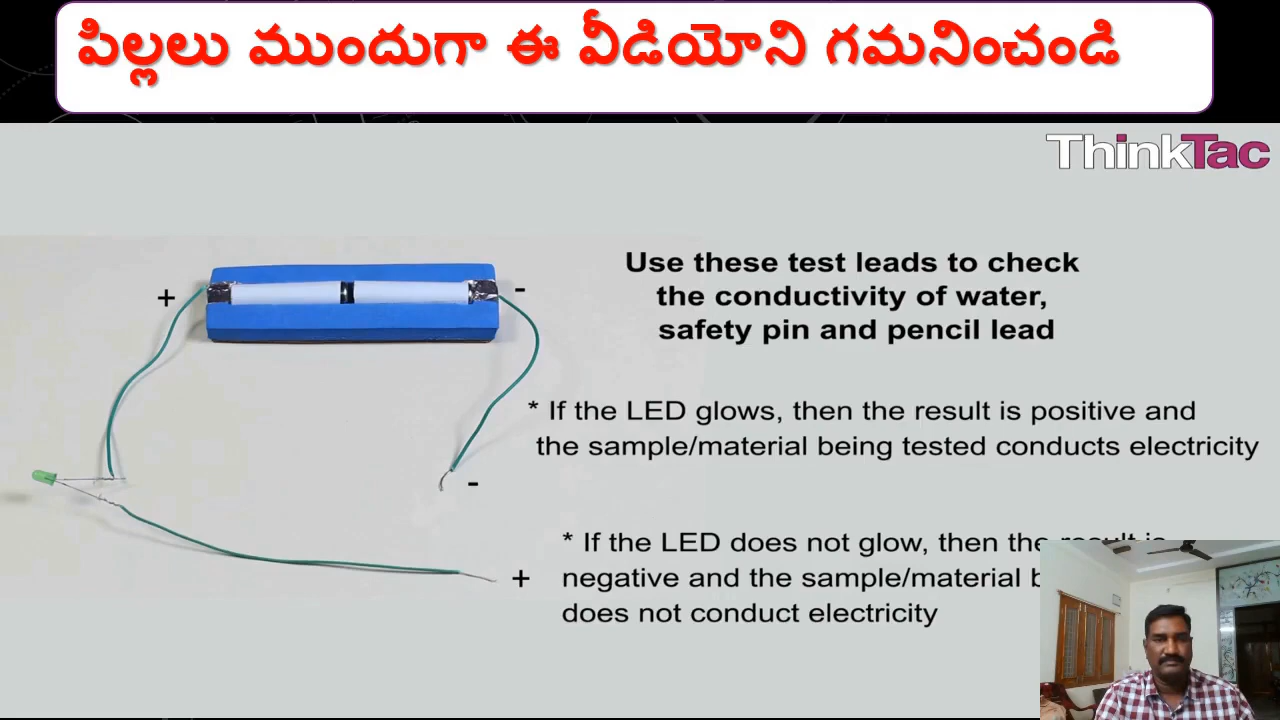 పిల్లలు ముందుగా ఈ వీడియోని గమనించండి
ThinkTac
Use these test leads to check
the conductivity of water,
safety pin and pencil lead
+
-
* If the LED glows, then the result is positive and
the sample/material being tested conducts electricity
-
* If the LED does not glow, then the result is
+
negative and the sample/material
does not conduct electricity